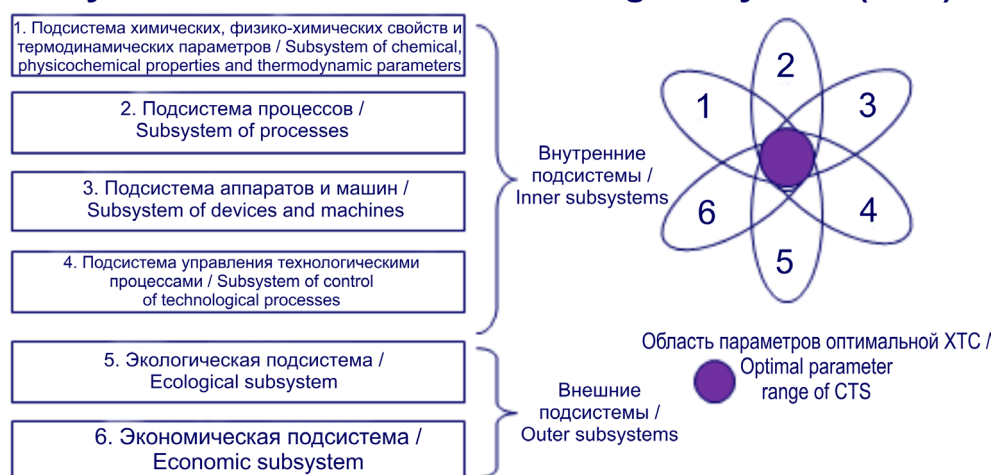 1. Подсистема химических, физико-химических свойств и
термодинамических параметров / Subsystem of chemical,
physicochemical properties and thermodynamic parameters
2. Подсистема процессов /
Subsystem of processes
3. Подсистема аппаратов и машин /
Subsystem of devices and machines
4. Подсистема управления технологическими
процессами / Subsystem of control
of technological processes
5. Экологическая подсистема /
Ecological subsystem
6. Экономическая подсистема /
Economic subsystem
Внутренние
подсистемы /
Inner subsystems
Внешние
подсистемы /
Outer subsystems
1
2
3
4
5
6
Область параметров оптимальной ХТС /
Optimal parameter
range of CTS